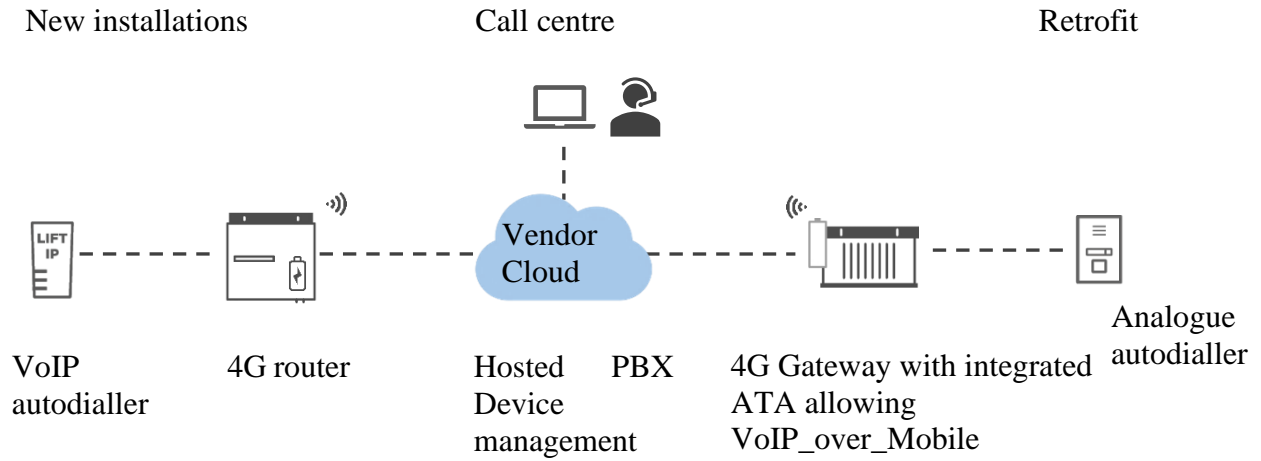 New installations
Call centre
Retrofit
LIFT
IP
Vendor
Cloud
VoIP
autodialler
4G router
Hosted PBX
Device
management
4G Gateway with integrated
ATA allowing
VoIP_over_Mobile
Analogue
autodialler